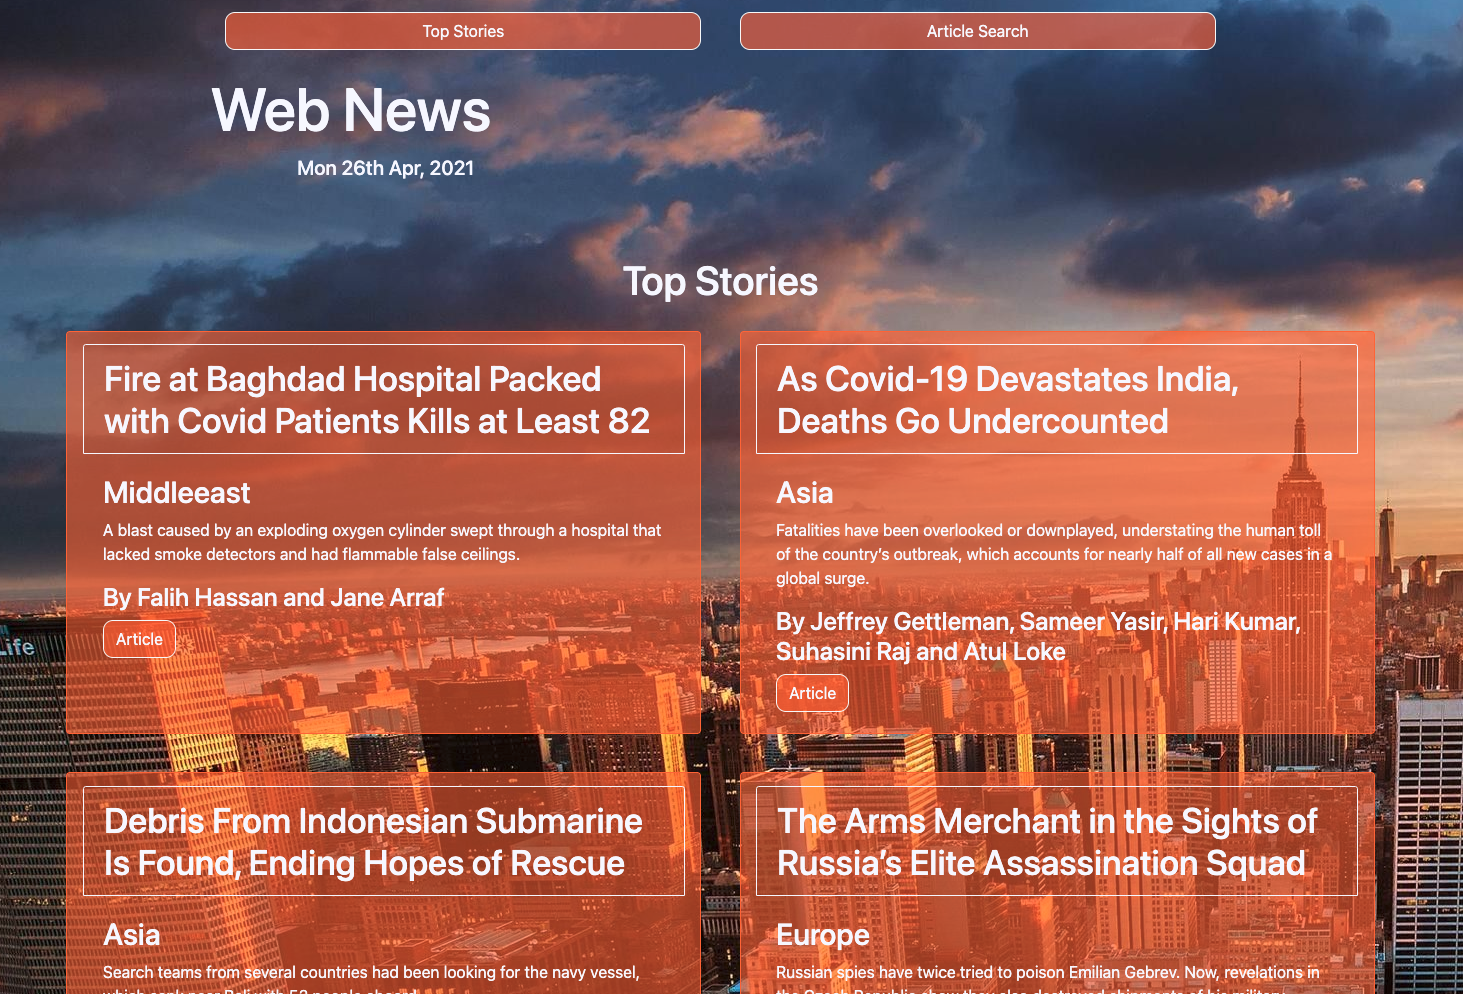 Top Stories
Article Search
Web News
Mon 26th Apr, 2021
Top Stories
Fire at Baghdad Hospital Packed
with Covid Patients Kills at Least 82
Middleeast
A blast caused by an exploding oxygen cylinder swept through a hospital that
lacked smoke detectors and had flammable false ceilings.
By Falih Hassan and Jane Arraf
Article
As Covid-19 Devastates India,
Deaths Go Undercounted
Asia
Fatalities have been overlooked or downplayed, understating the human toll
of the country’s outbreak, which accounts for nearly half of all new cases in a
global surge.
By Jeffrey Gettleman, Sameer Yasir, Hari Kumar,
Suhasini Raj and Atul Loke
Article
Life
Debris From Indonesian Submarine
Is Found, Ending Hopes of Rescue
Asia
Search teams from several countries had been looking for the navy vessel,
The Arms Merchant in the Sights of
Russia’s Elite Assassination Squad
Europe
Russian spies have twice tried to poison Emilian Gebrev. Now, revelations in